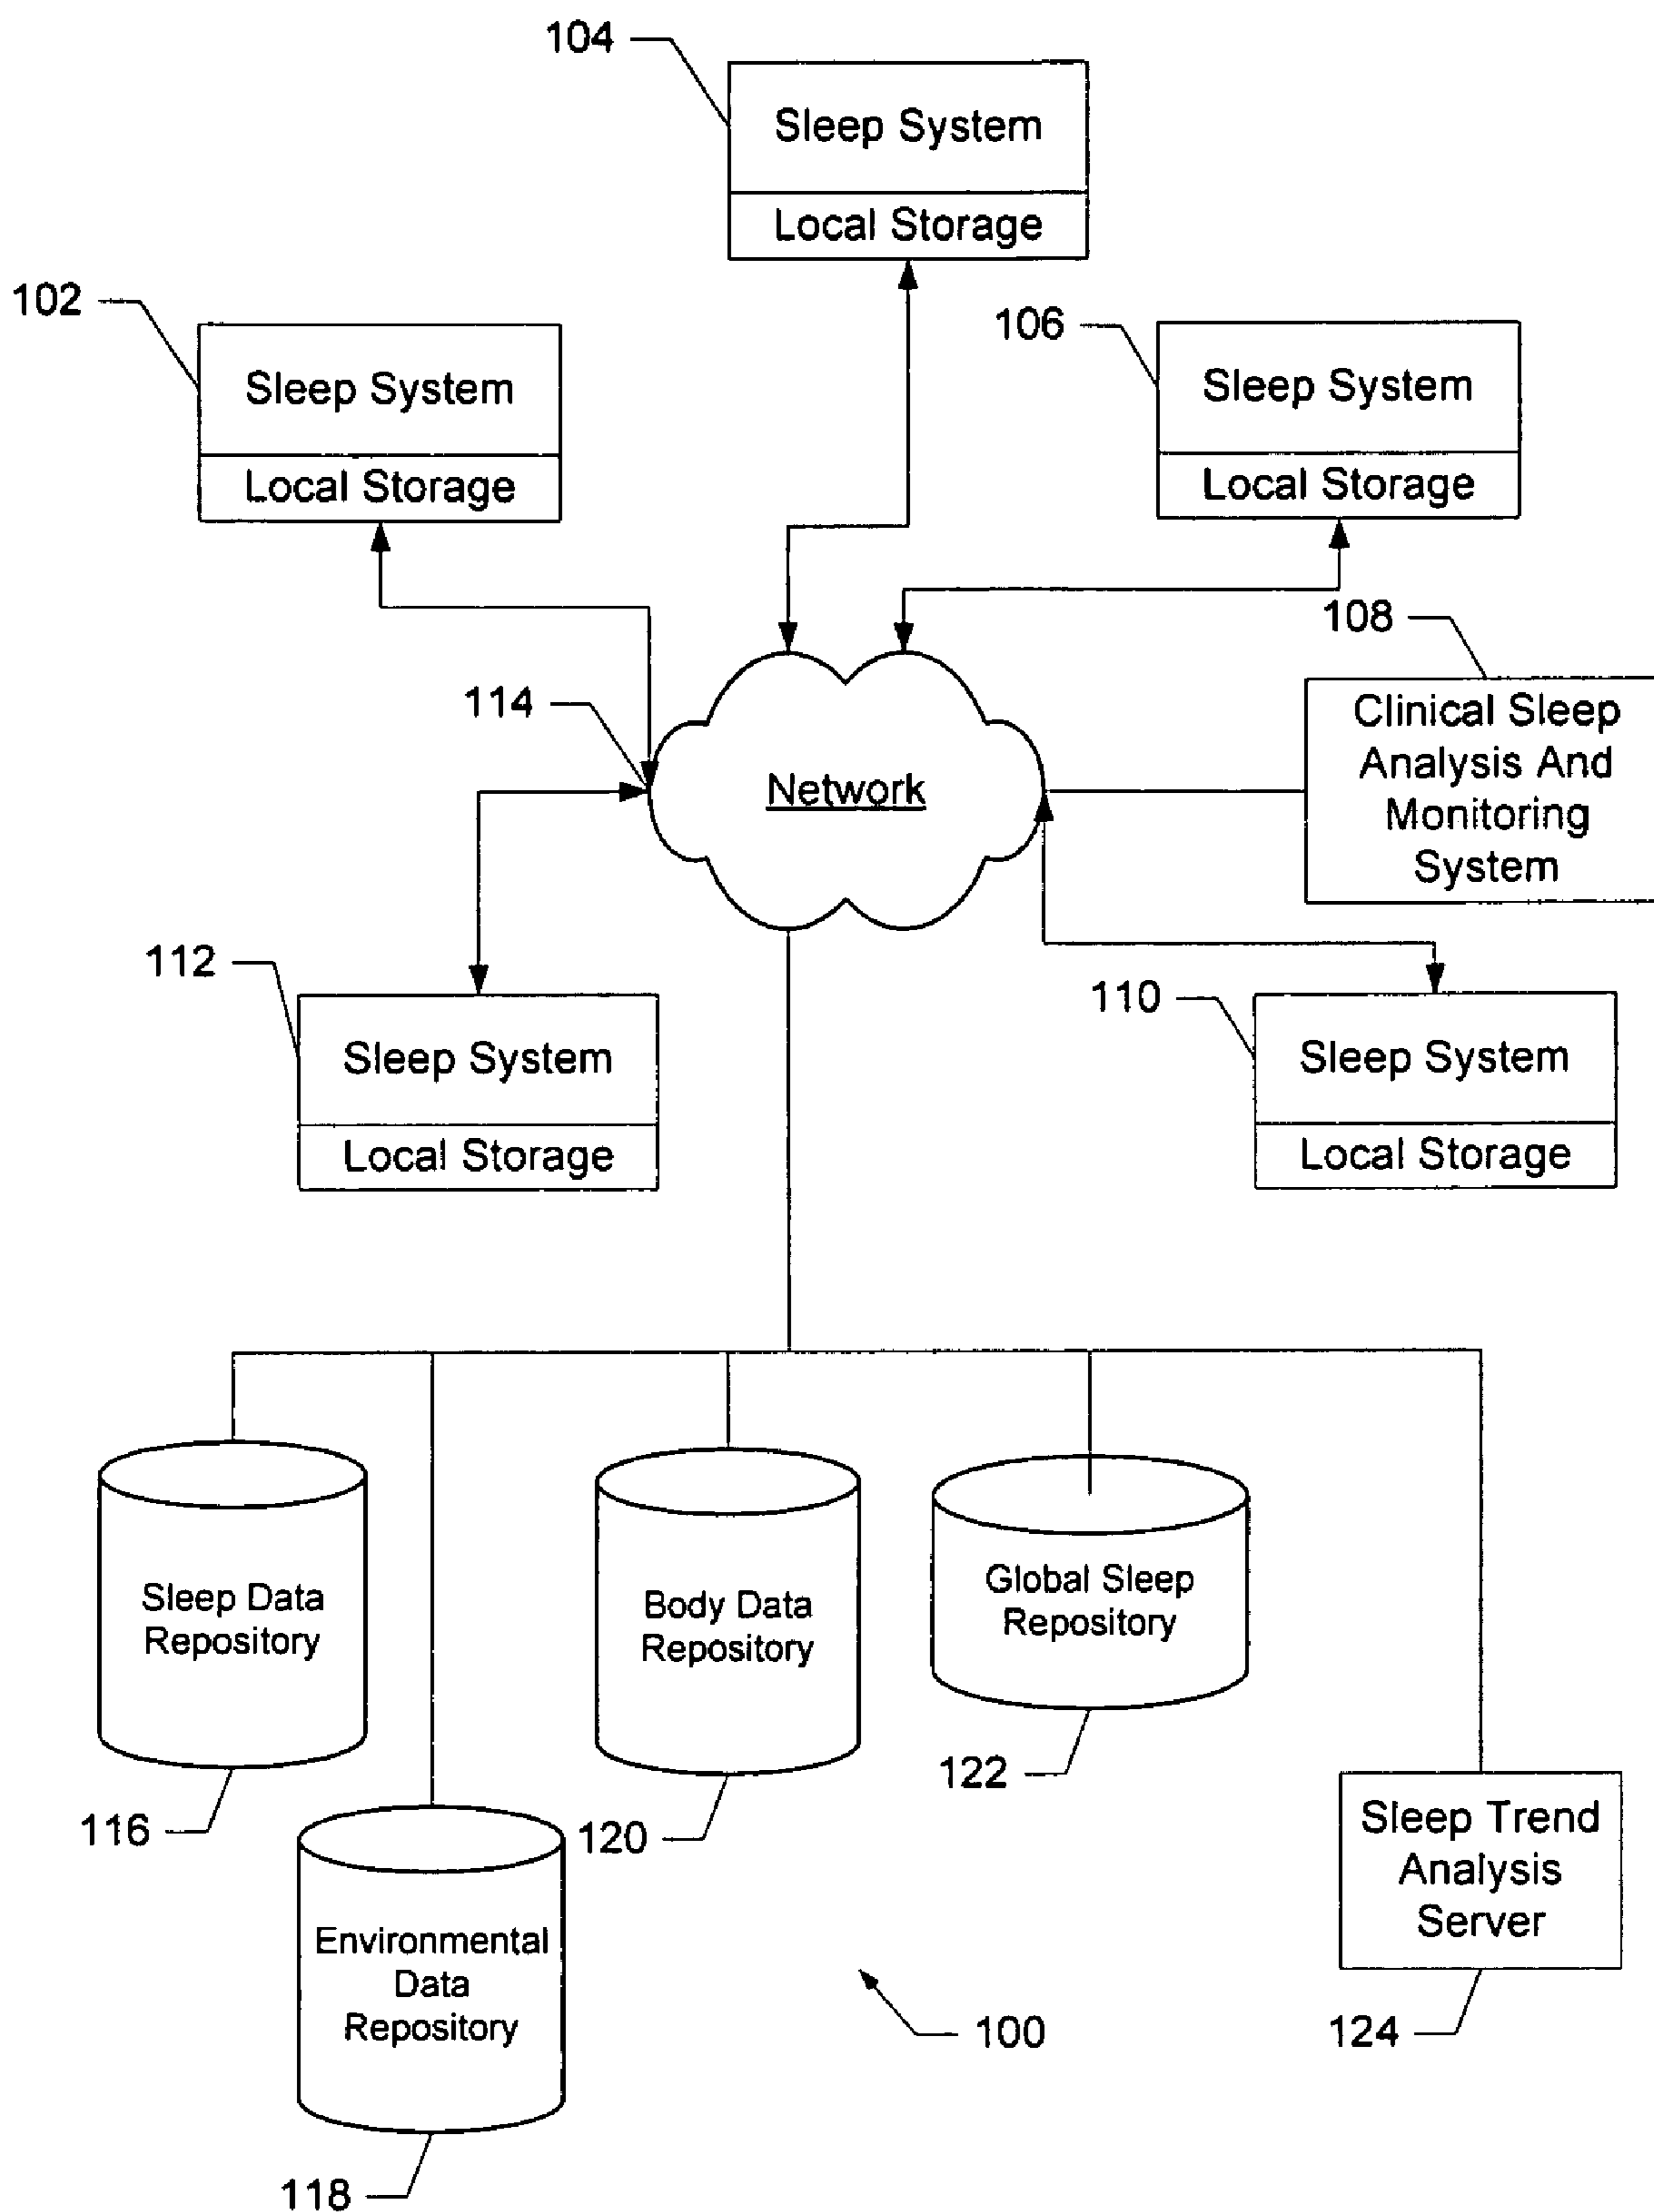 104
Sleep System
Local Storage
102
Sleep System
Local Storage
106
Sleep System
Local Storage
108
Clinical Sleep
Analysis And
Monitoring
System
114
Network
112
Sleep System
Local Storage
110
Sleep System
Local Storage
Sleep Data
Repository
116
Environmental
Data
Repository
118
Body Data
Repository
120
Global Sleep
Repository
122
Sleep Trend
Analysis
Server
124
100